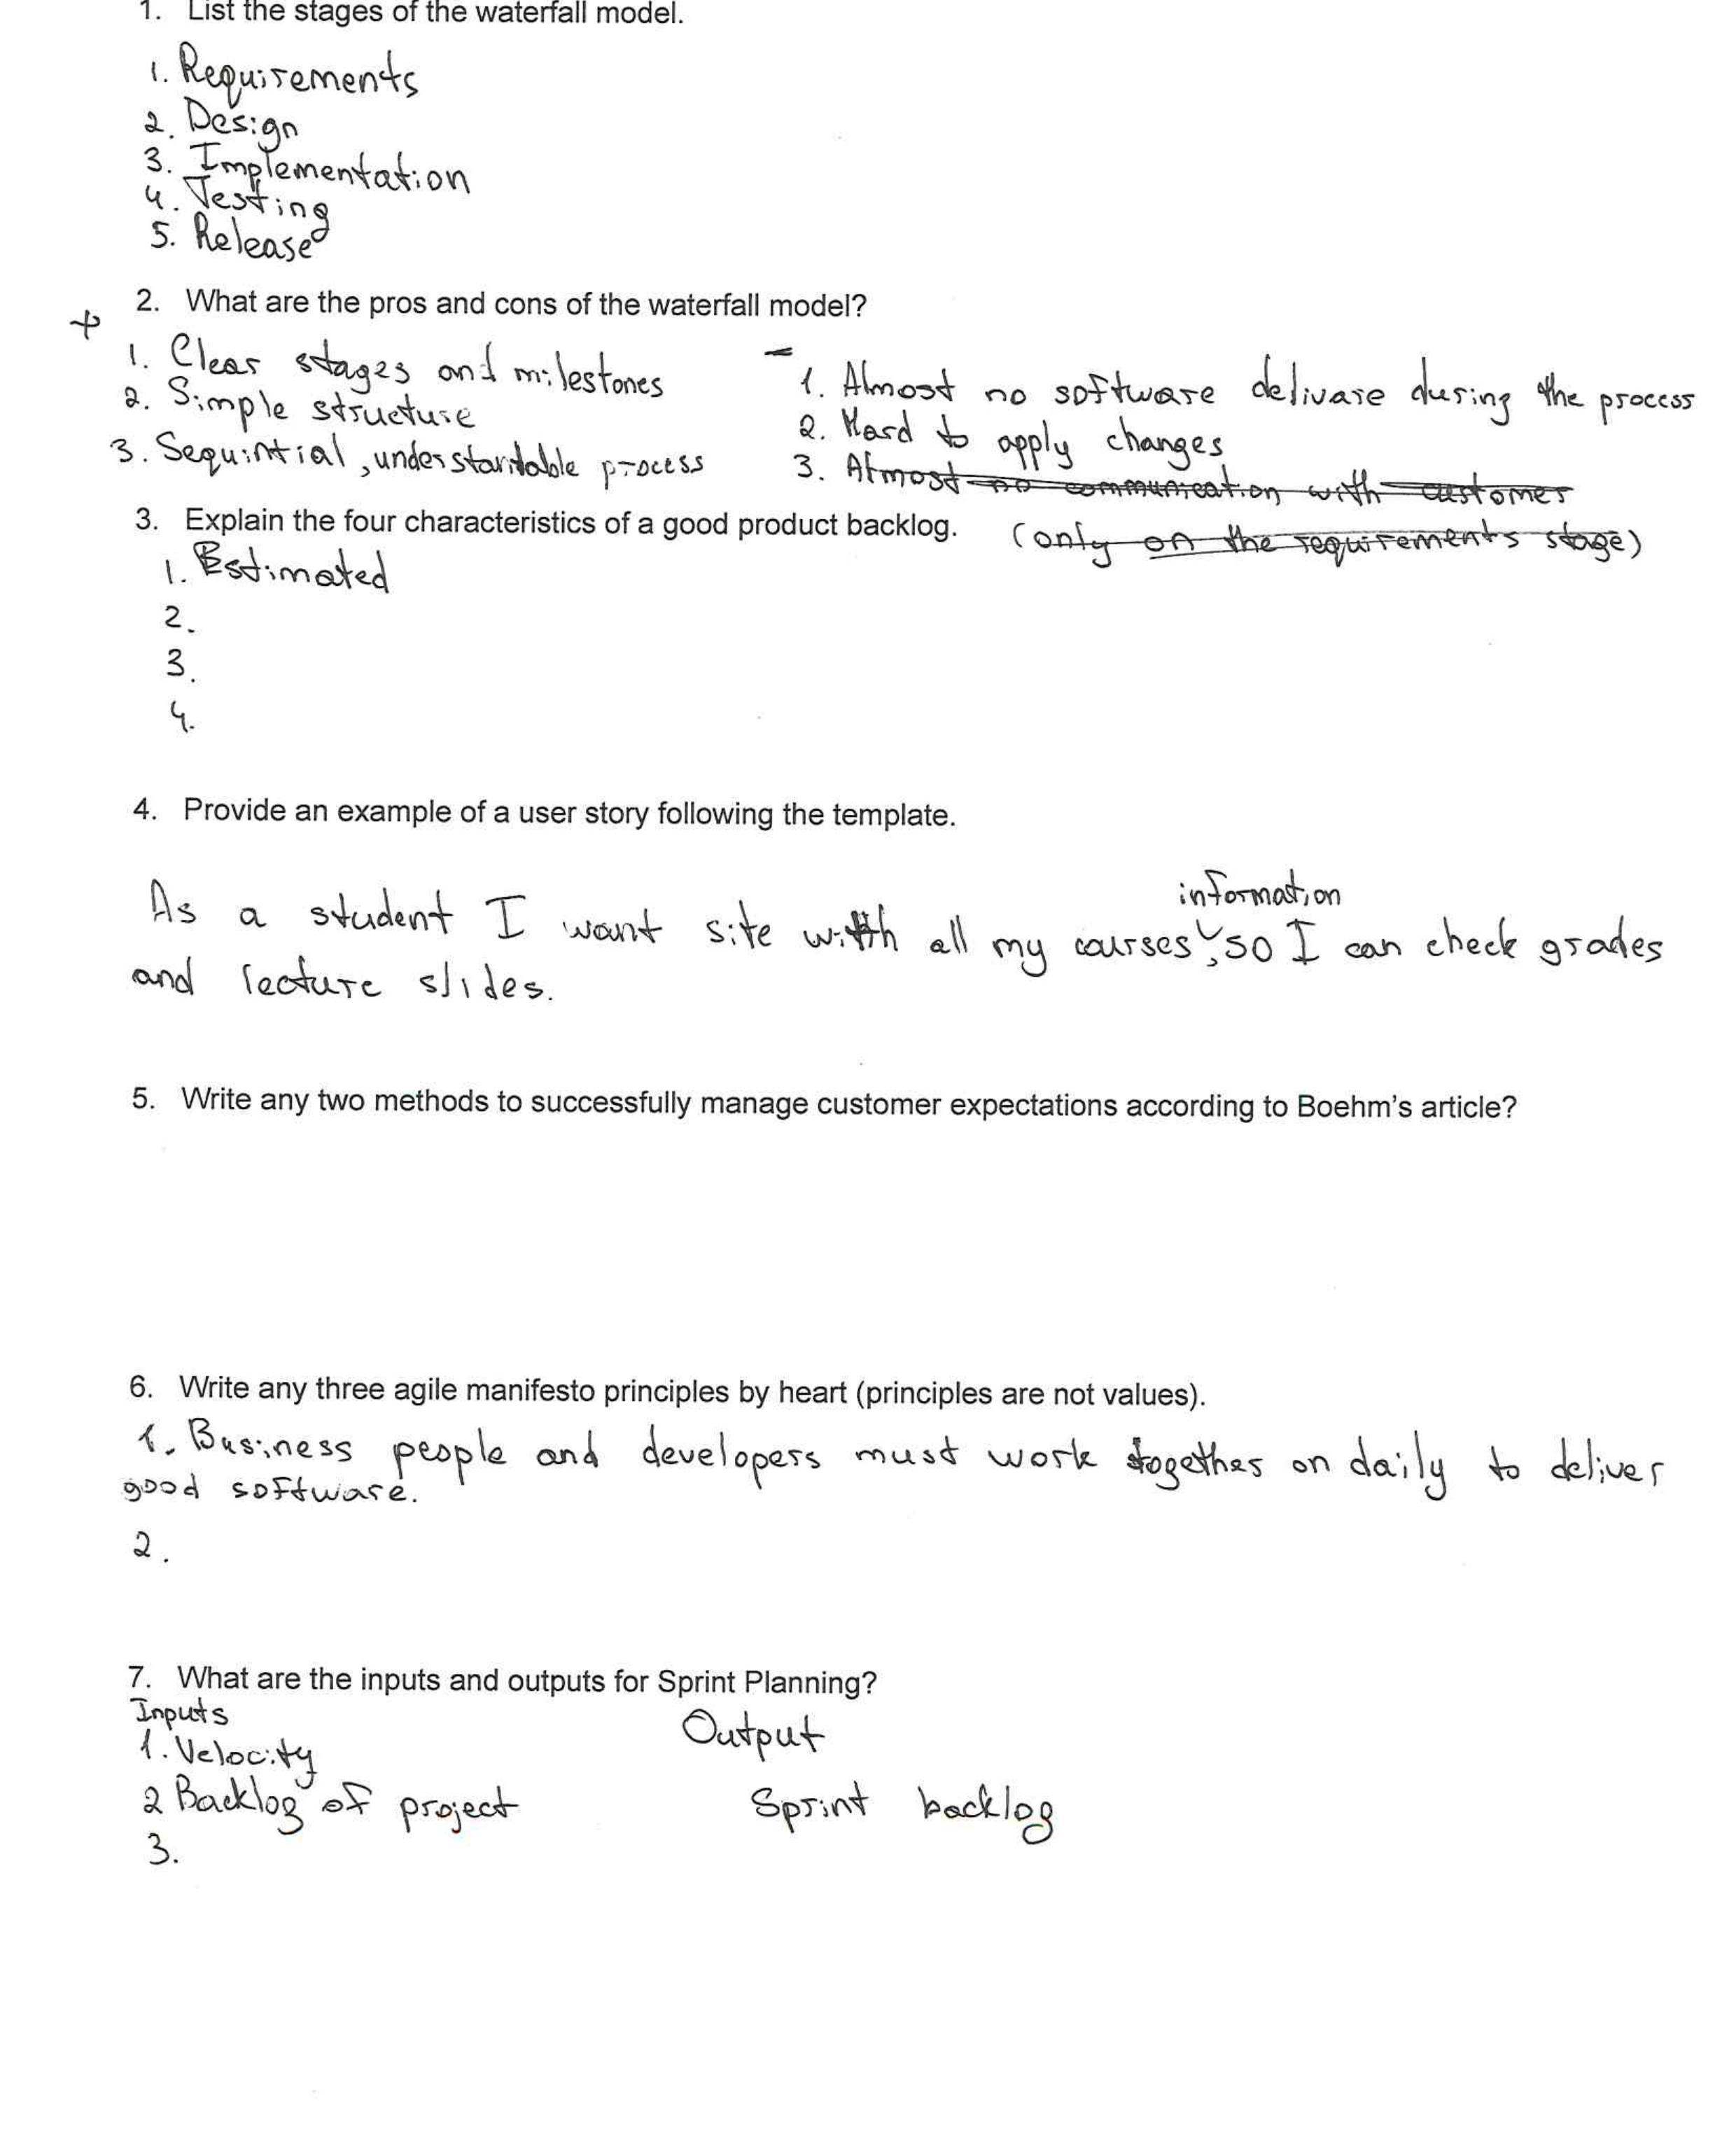 1. List the stages of the waterfall model.
1. Requirements
2. Design
3. Implementation
4. Testing
5. Release
2. What are the pros and cons of the waterfall model?
+
1. Clear stages and milestones
2. Simple structure
3. Sequintial, understandable process
-
1. Almost no software delivare during the process
2. Hard to apply changes
3. Almost no communication with customer
(only on the requirements stage)
3. Explain the four characteristics of a good product backlog.
1. Estimated
2.
3.
4.
4. Provide an example of a user story following the template.
information
As a student I want site with all my courses, so I can check grades
and lecture slides.
5. Write any two methods to successfully manage customer expectations according to Boehm's article?
6. Write any three agile manifesto principles by heart (principles are not values).
1. Business people and developers must work together on daily to deliver
good software.
2.
7. What are the inputs and outputs for Sprint Planning?
Inputs
1. Velocity
2 Backlog of project
3.
Output
Sprint backlog